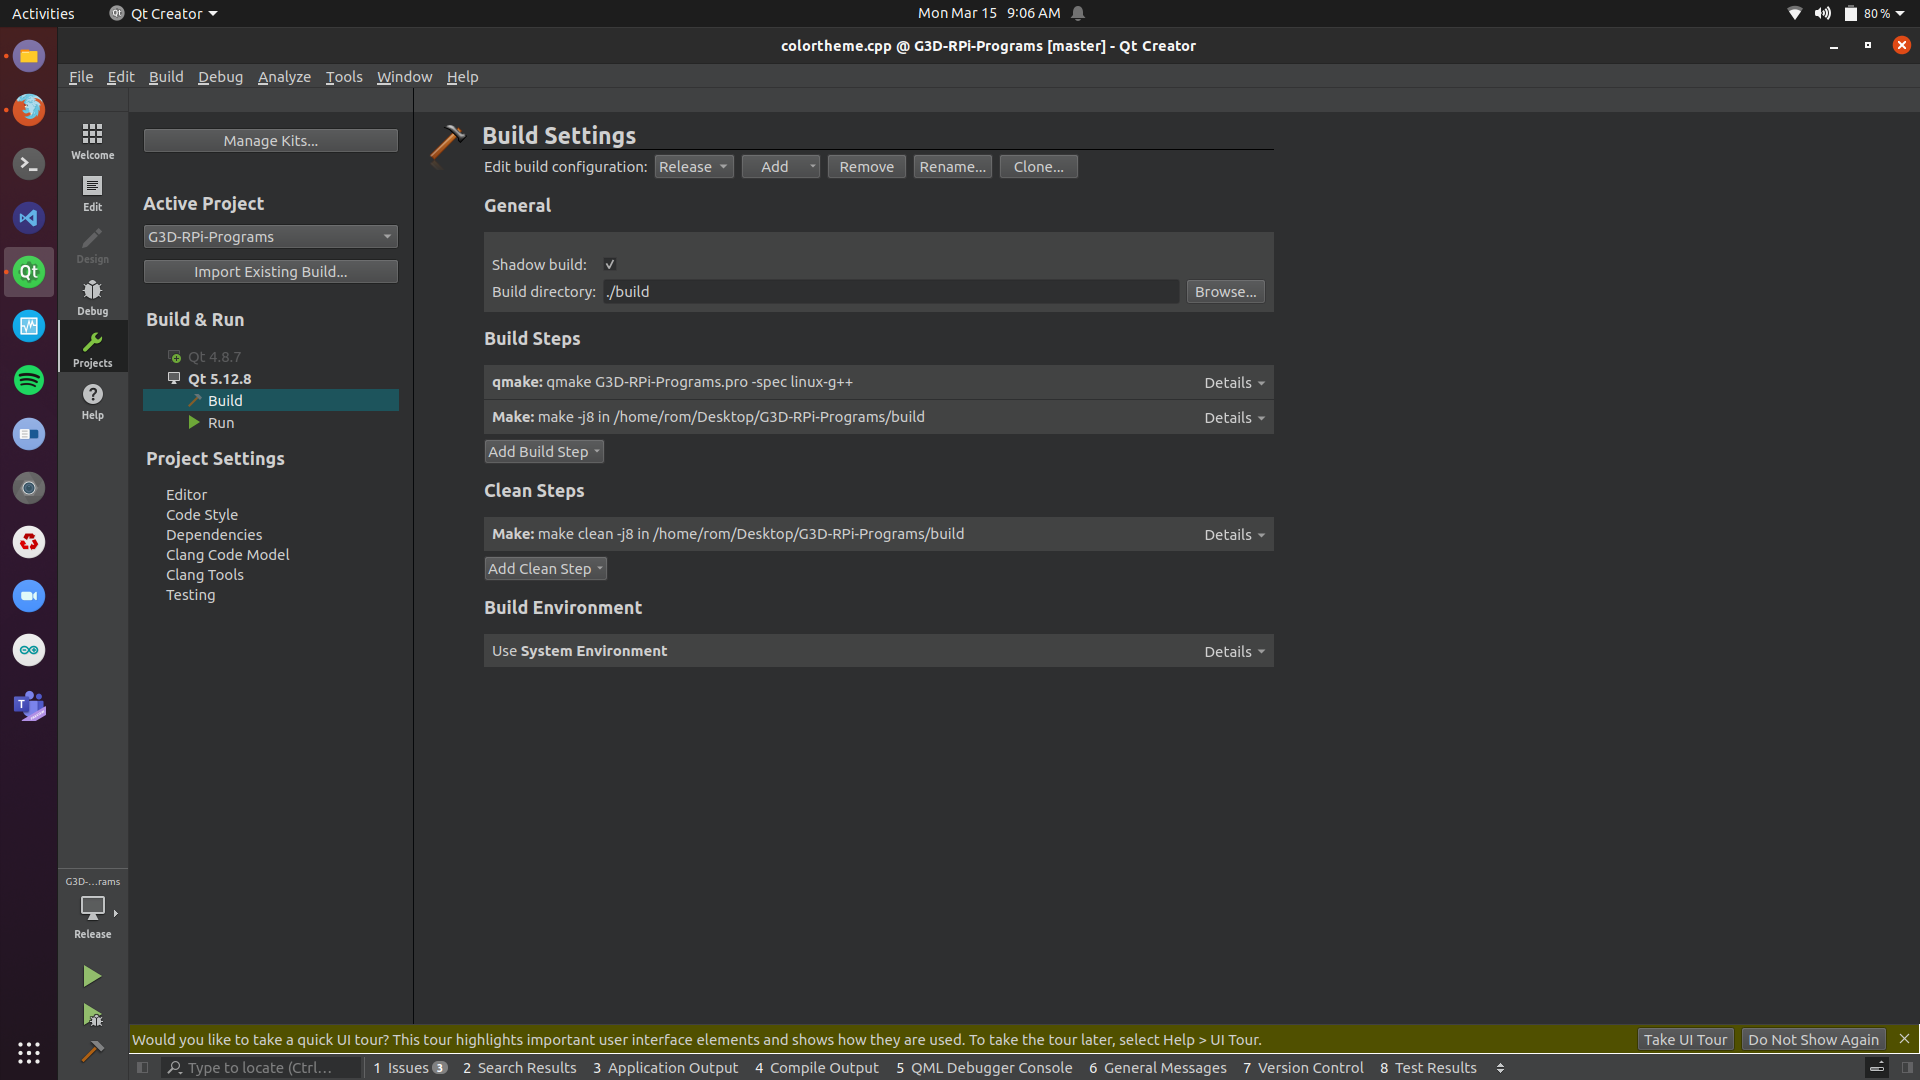 Activities
Qt Creator
Mon Mar 15 9:06 AM
80 %
colortheme.cpp @ G3D-RPi-Programs [master] - Qt Creator
File Edit Build Debug Analyze Tools Window Help
Welcome
Edit
Design
Debug
Projects
Help
G3D-...rams
Release
Manage Kits...
Active Project
G3D-RPi-Programs
Import Existing Build...
Build & Run
Qt 4.8.7
Qt 5.12.8
Build
Run
Project Settings
Editor
Code Style
Dependencies
Clang Code Model
Clang Tools
Testing
Build Settings
Edit build configuration: Release Add Remove Rename... Clone...
General
Shadow build:
Build directory: ./build Browse...
Build Steps
qmake: qmake G3D-RPi-Programs.pro -spec linux-g++ Details
Make: make -j8 in /home/rom/Desktop/G3D-RPi-Programs/build Details
Add Build Step
Clean Steps
Make: make clean -j8 in /home/rom/Desktop/G3D-RPi-Programs/build Details
Add Clean Step
Build Environment
Use System Environment Details
Would you like to take a quick UI tour? This tour highlights important user interface elements and shows how they are used. To take the tour later, select Help > UI Tour. Take UI Tour Do Not Show Again
Type to locate (Ctrl... 1 Issues 3 2 Search Results 3 Application Output 4 Compile Output 5 QML Debugger Console 6 General Messages 7 Version Control 8 Test Results